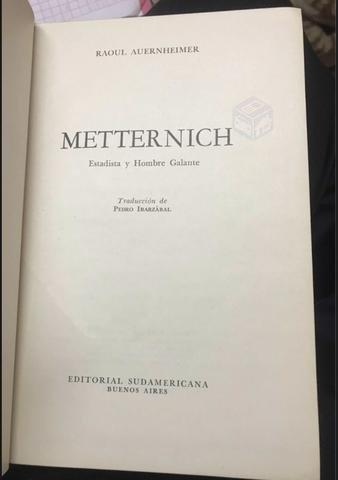 RAOUL AUERNHEIMER
METTERNICH
Estadista y Hombre Galante
Traducción de
PEDRO IBARZÁBAL
EDITORIAL SUDAMERICANA
BUENOS AIRES